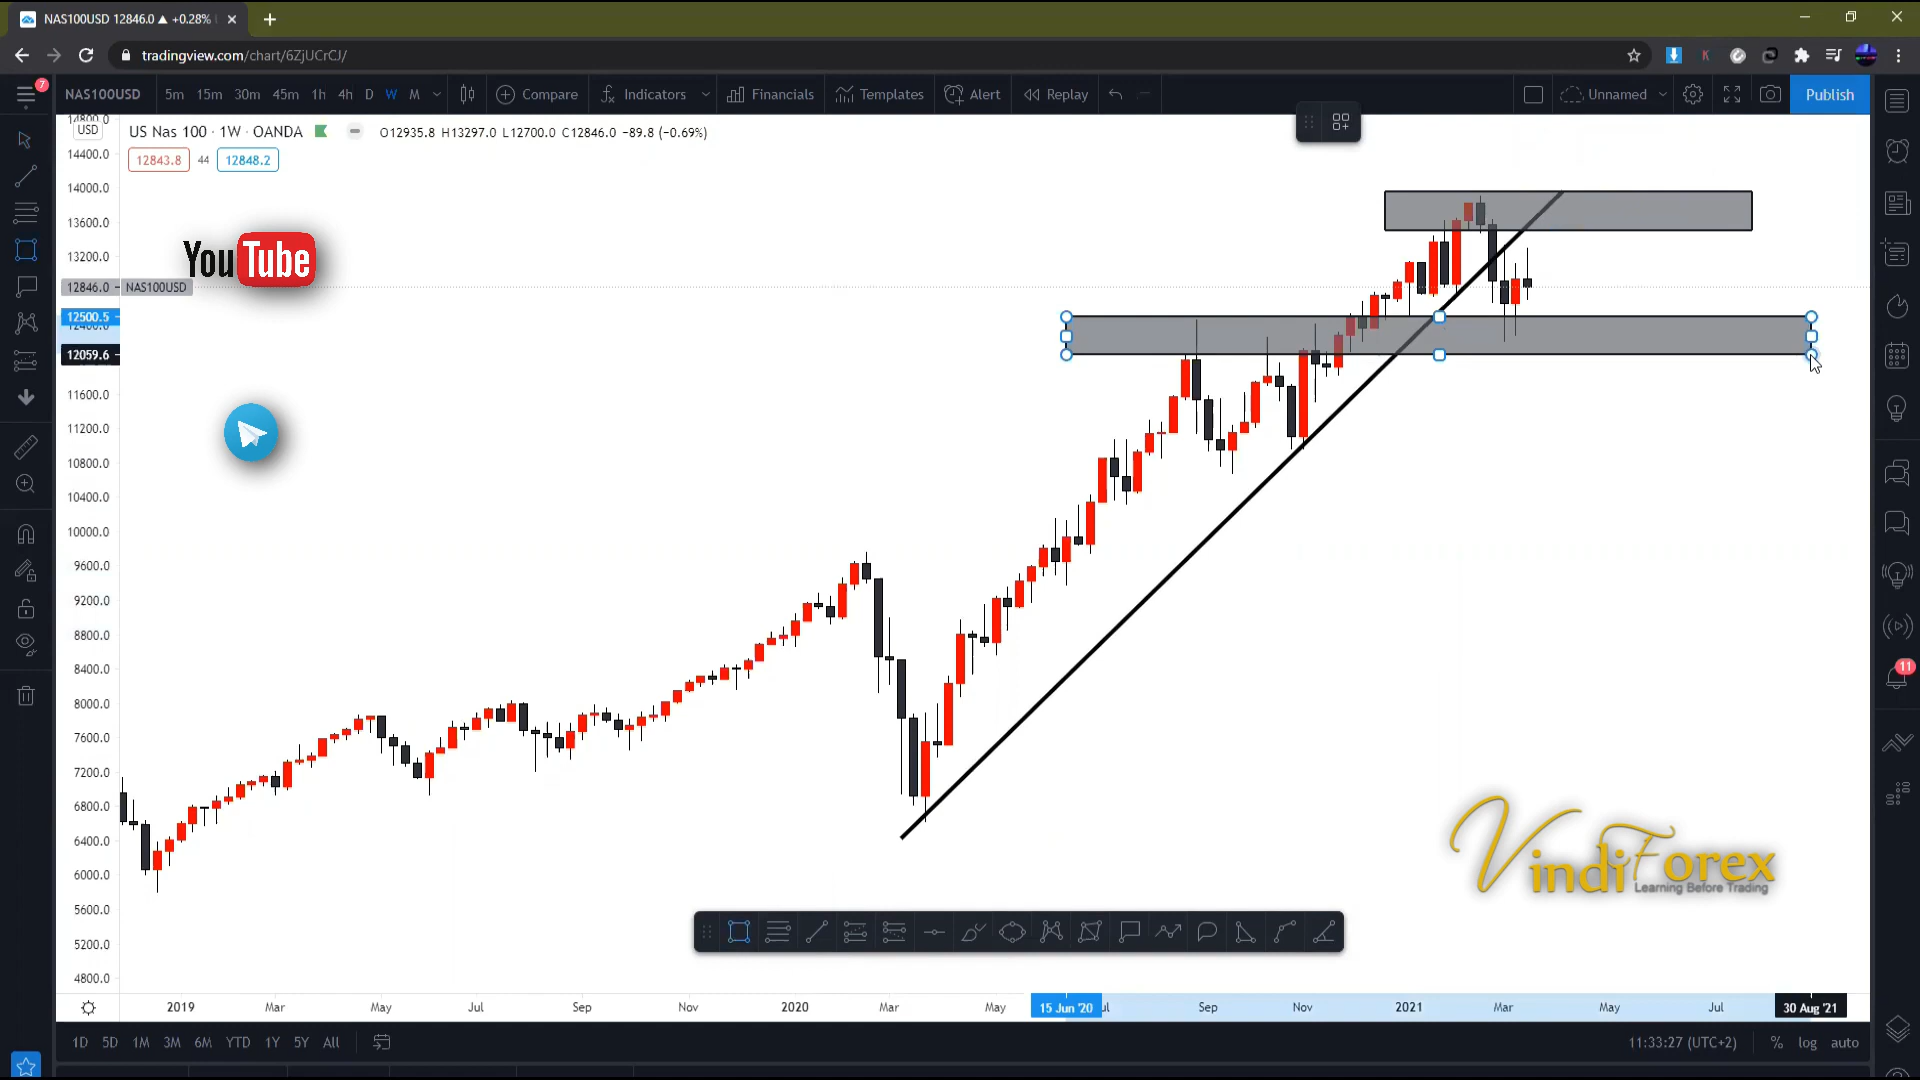 NAS100USD 12846.0 ▲ +0.28%
tradingview.com/chart/6ZjUCrCJ/
7
NAS100USD 5m 15m 30m 45m 1h 4h D W M Compare Indicators Financials Templates Alert Replay Unnamed Publish
US Nas 100 · 1W · OANDA O12935.8 H13297.0 L12700.0 C12846.0 −89.8 (−0.69%)
12843.8 44 12848.2
14800.0
USD
14400.0
14000.0
13600.0
13200.0
12846.0 NAS100USD
12500.5
12400.0
12059.6
11600.0
11200.0
10800.0
10400.0
10000.0
9600.0
9200.0
8800.0
8400.0
8000.0
7600.0
7200.0
6800.0
6400.0
6000.0
5600.0
5200.0
4800.0
YouTube
11
VindiForex
Learning Before Trading
2019 Mar May Jul Sep Nov 2020 Mar May 15 Jun '20 Sep Nov 2021 Mar May Jul 30 Aug '21
1D 5D 1M 3M 6M YTD 1Y 5Y All 11:33:27 (UTC+2) % log auto